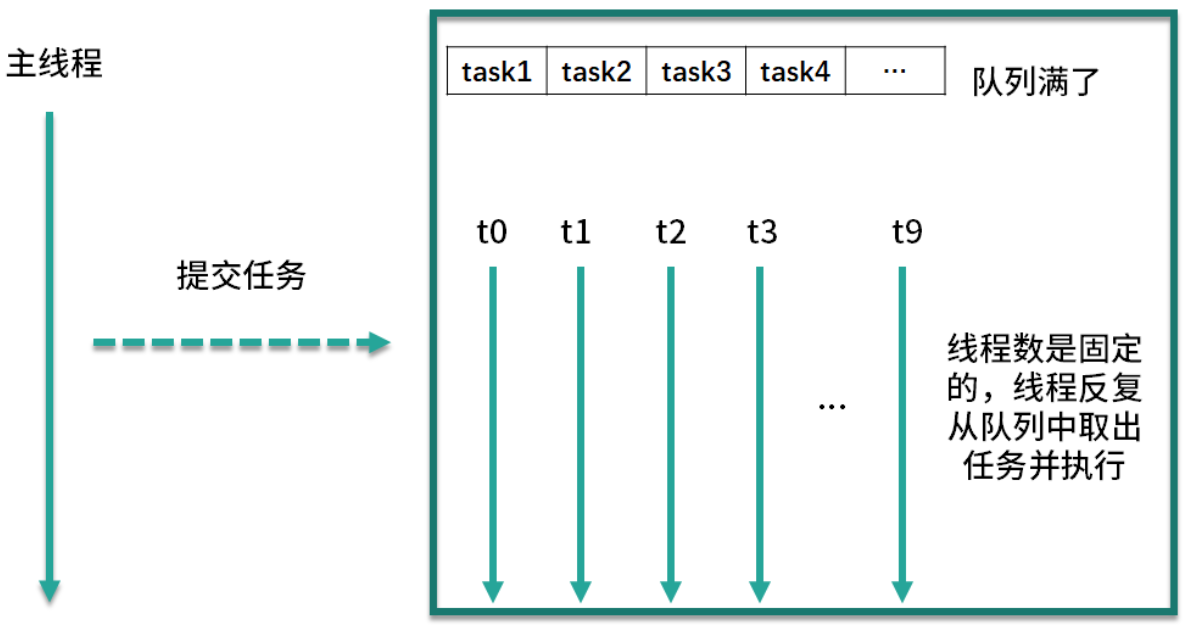 主线程
task1 task2 task3 task4 ...
队列满了
t0 t1 t2 t3 t9
提交任务
...
线程数是固定
的，线程反复
从队列中取出
任务并执行